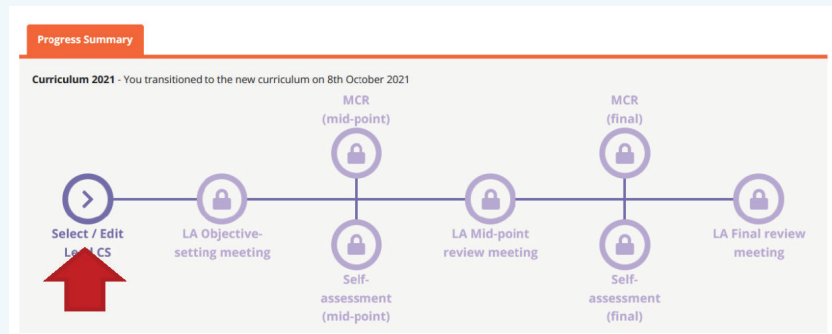 Progress Summary
Curriculum 2021 - You transitioned to the new curriculum on 8th October 2021
MCR
(mid-point)
MCR
(final)
Select / Edit
CS
LA Objective-
setting meeting
LA Mid-point
review meeting
LA Final review
meeting
Self-
assessment
(mid-point)
Self-
assessment
(final)